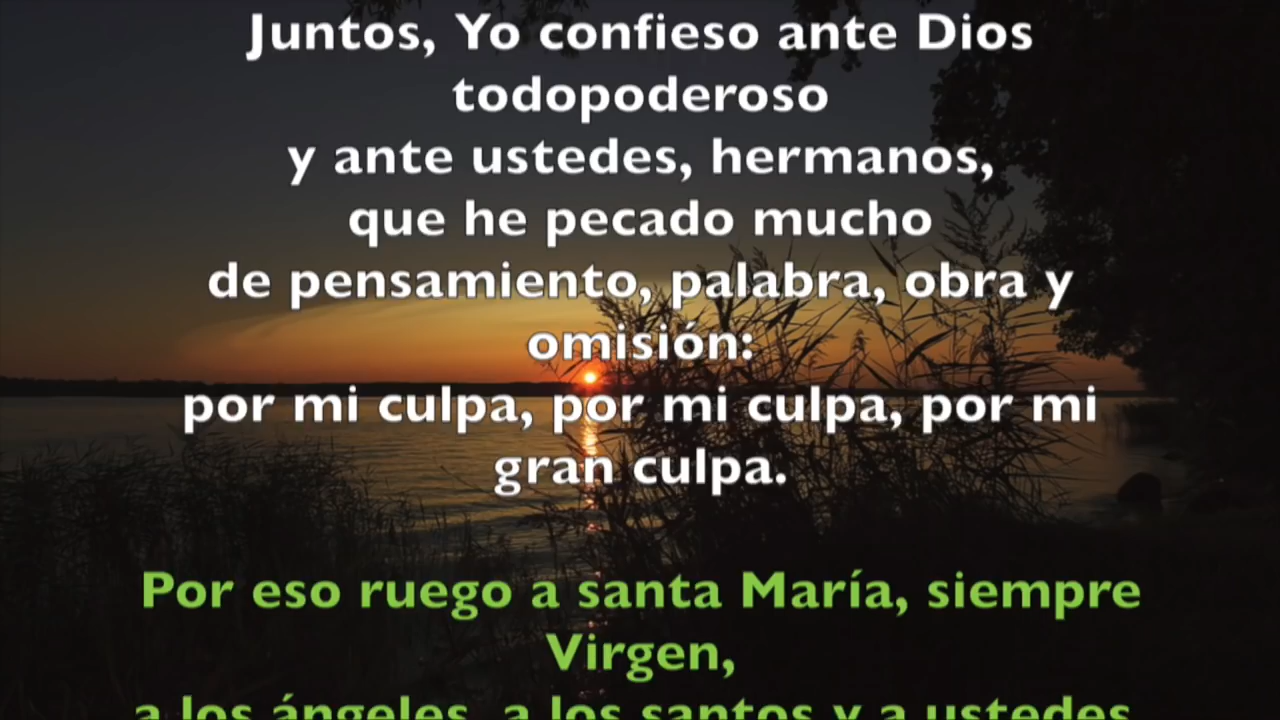 Juntos, Yo confieso ante Dios
todopoderoso
y ante ustedes, hermanos,
que he pecado mucho
de pensamiento, palabra, obra y
omisión:
por mi culpa, por mi culpa, por mi
gran culpa.
Por eso ruego a santa María, siempre
Virgen,
a los ángeles, a los santos y a ustedes